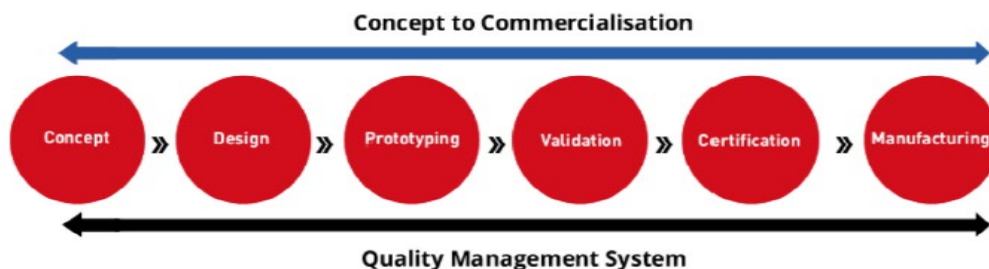 Concept to Commercialisation
Concept » Design » Prototyping » Validation » Certification » Manufacturing
Quality Management System